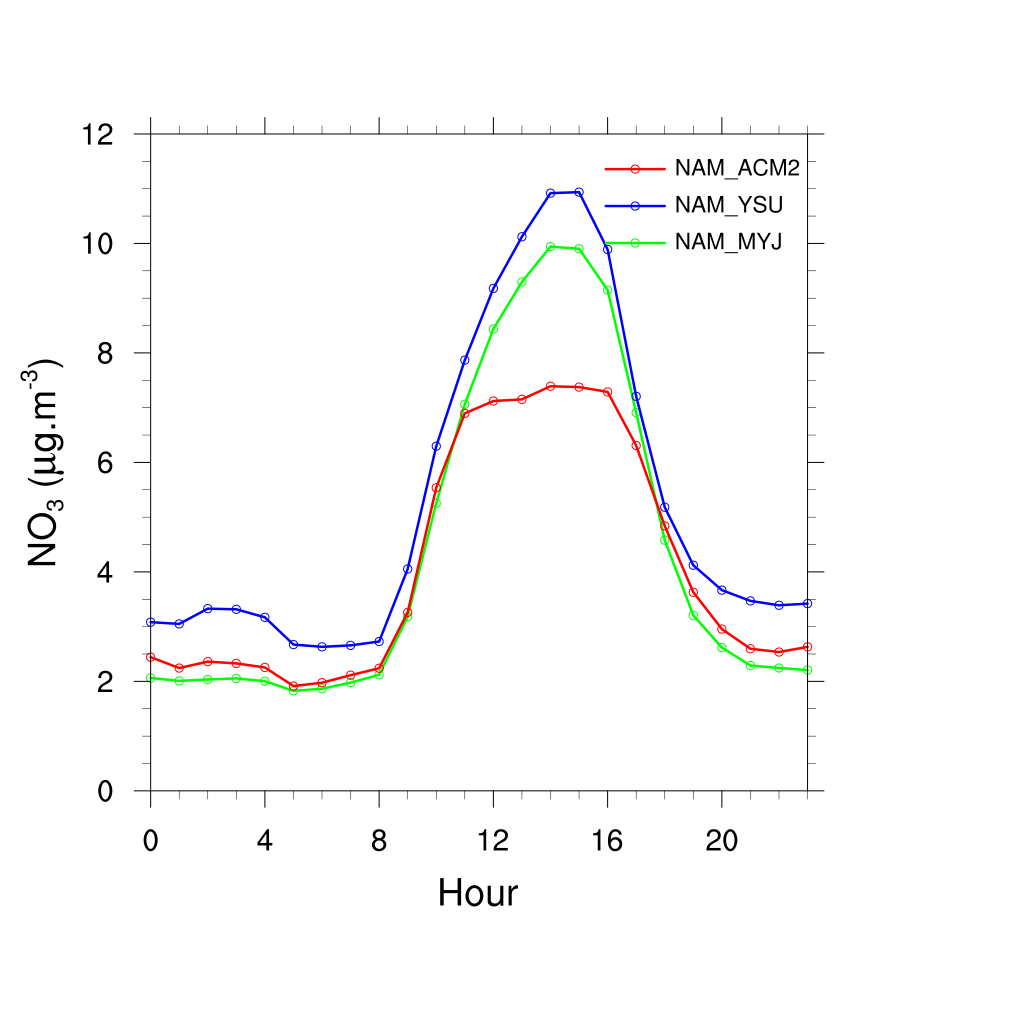 12
10
8
6
4
2
0
NO₃ (μg.m⁻³)
NAM_ACM2
NAM_YSU
NAM_MYJ
0 4 8 12 16 20
Hour